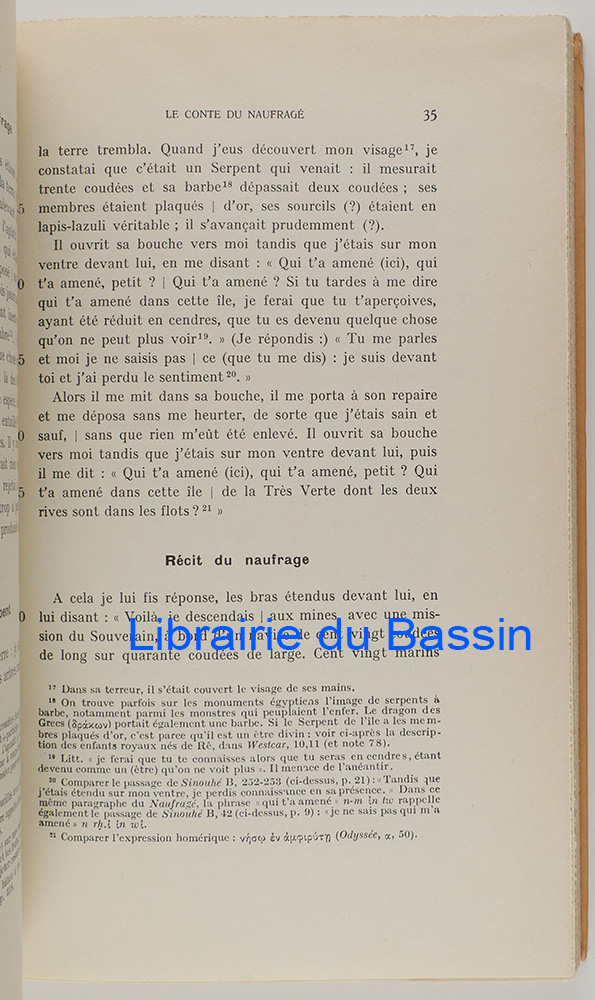 LE CONTE DU NAUFRAGÉ 35
la terre trembla. Quand j'eus découvert mon visage¹⁷, je
constatai que c'était un Serpent qui venait : il mesurait
trente coudées et sa barbe¹⁸ dépassait deux coudées ; ses
5 membres étaient plaqués | d'or, ses sourcils (?) étaient en
lapis-lazuli véritable ; il s'avançait prudemment (?).
Il ouvrit sa bouche vers moi tandis que j'étais sur mon
ventre devant lui, en me disant : « Qui t'a amené (ici), qui
0 t'a amené, petit ? | Qui t'a amené ? Si tu tardes à me dire
qui t'a amené dans cette île, je ferai que tu t'aperçoives,
ayant été réduit en cendres, que tu es devenu quelque chose
qu'on ne peut plus voir¹⁹. » (Je répondis :) « Tu me parles
5 et moi je ne saisis pas | ce (que tu me dis) : je suis devant
toi et j'ai perdu le sentiment²⁰. »
Alors il me mit dans sa bouche, il me porta à son repaire
et me déposa sans me heurter, de sorte que j'étais sain et
0 sauf, | sans que rien m'eût été enlevé. Il ouvrit sa bouche
vers moi tandis que j'étais sur mon ventre devant lui, puis
il me dit : « Qui t'a amené (ici), qui t'a amené, petit ? Qui
5 t'a amené dans cette île | de la Très Verte dont les deux
rives sont dans les flots ?²¹ »
Récit du naufrage
A cela je lui fis réponse, les bras étendus devant lui, en
0 lui disant : « Voilà, je descendais | aux mines, avec une mis-
sion du Souverain, à bord d'un navire de cent vingt coudées
de long sur quarante coudées de large. Cent vingt marins
Librairie du Bassin
¹⁷ Dans sa terreur, il s'était couvert le visage de ses mains.
¹⁸ On trouve parfois sur les monuments égyptiens l'image de serpents à
barbe, notamment parmi les monstres qui peuplaient l'enfer. Le dragon des
Grecs (δράκων) portait également une barbe. Si le Serpent de l'île a les mem-
bres plaqués d'or, c'est parce qu'il est un être divin : voir ci-après la descrip-
tion des enfants royaux nés de Rê, dans Westcar, 10,11 (et note 78).
¹⁹ Litt. « je ferai que tu te connaisses alors que tu seras en cendres, étant
devenu comme un (être) qu'on ne voit plus ». Il menace de l'anéantir.
²⁰ Comparer le passage de Sinouhé B, 252-253 (ci-dessus, p. 21) : « Tandis que
j'étais étendu sur mon ventre, je perdis connaissance en sa présence. » Dans ce
même paragraphe du Naufragé, la phrase « qui t'a amené » n-m in tw rappelle
également le passage de Sinouhé B, 42 (ci-dessus, p. 9) : « je ne sais pas qui m'a
amené » n rḫ.i in wi.
²¹ Comparer l'expression homérique : νήσῳ ἐν ἀμφιρύτῃ (Odyssée, α, 50).